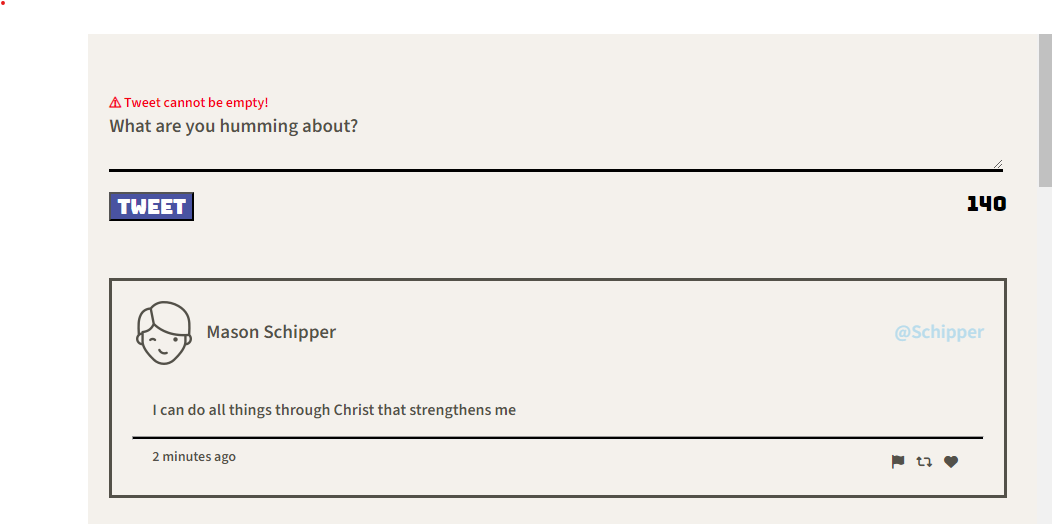 ⚠ Tweet cannot be empty!
What are you humming about?
TWEET
140
Mason Schipper
@Schipper
I can do all things through Christ that strengthens me
2 minutes ago